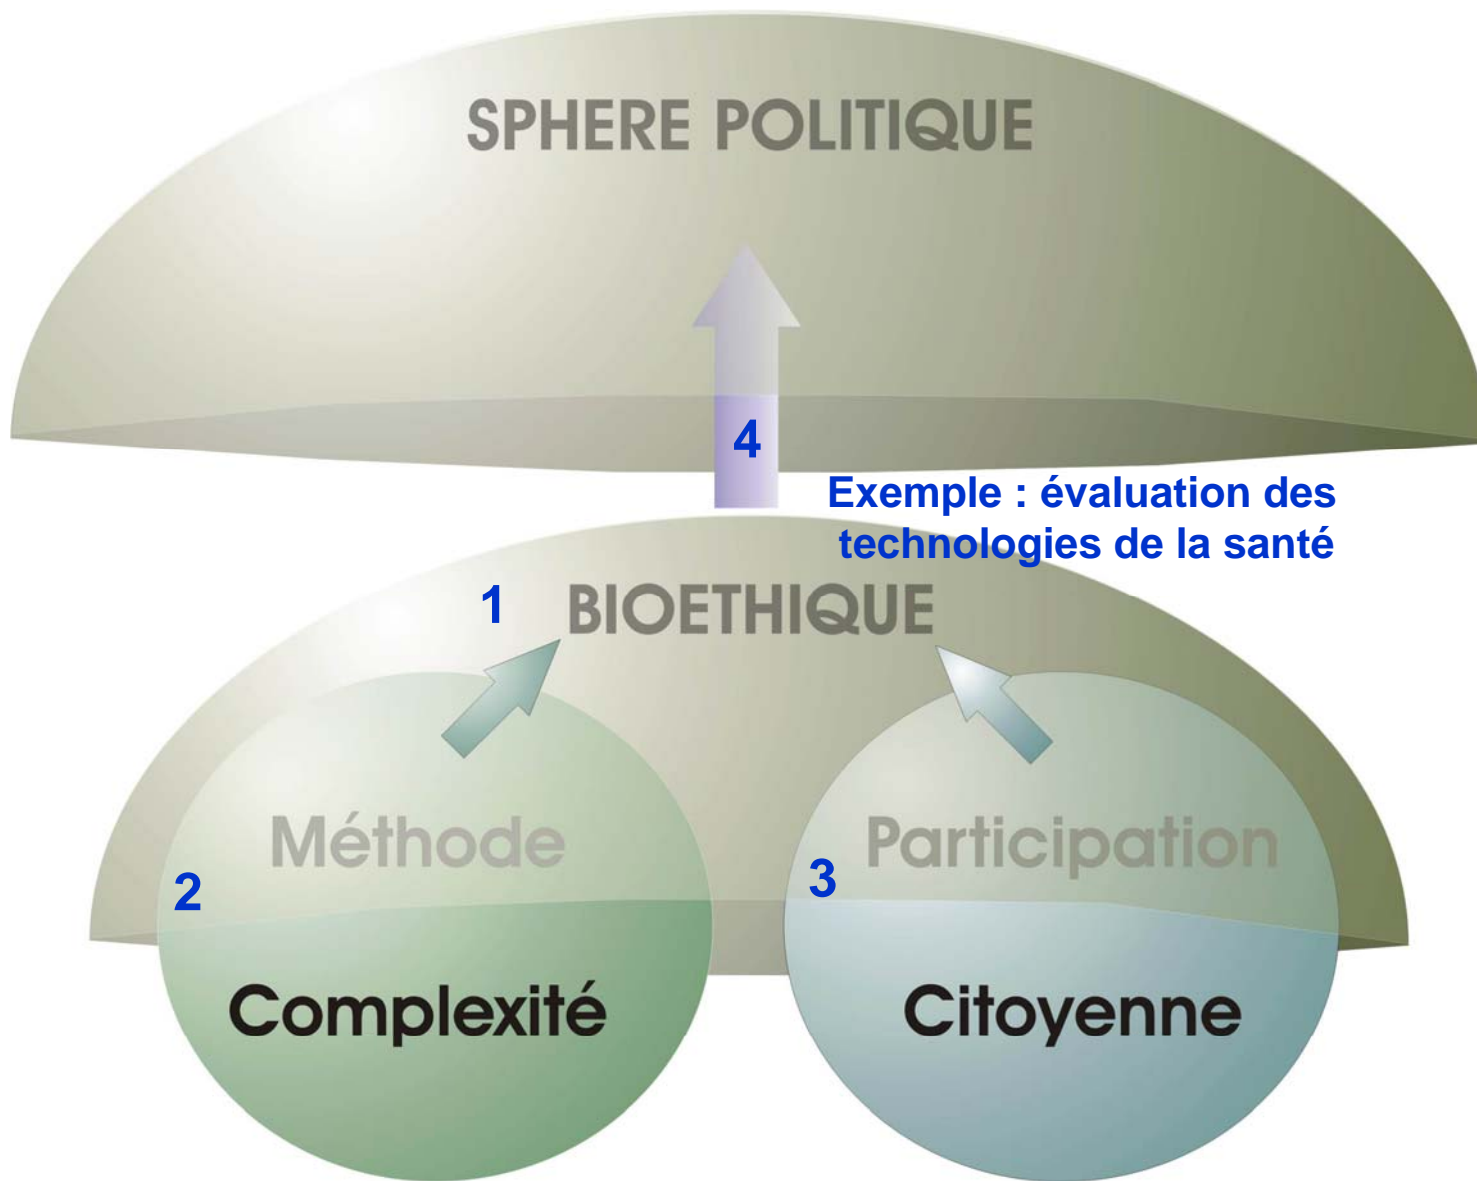 SPHERE POLITIQUE
4
Exemple : évaluation des
technologies de la santé
1
BIOETHIQUE
Méthode
2
Complexité
Participation
3
Citoyenne